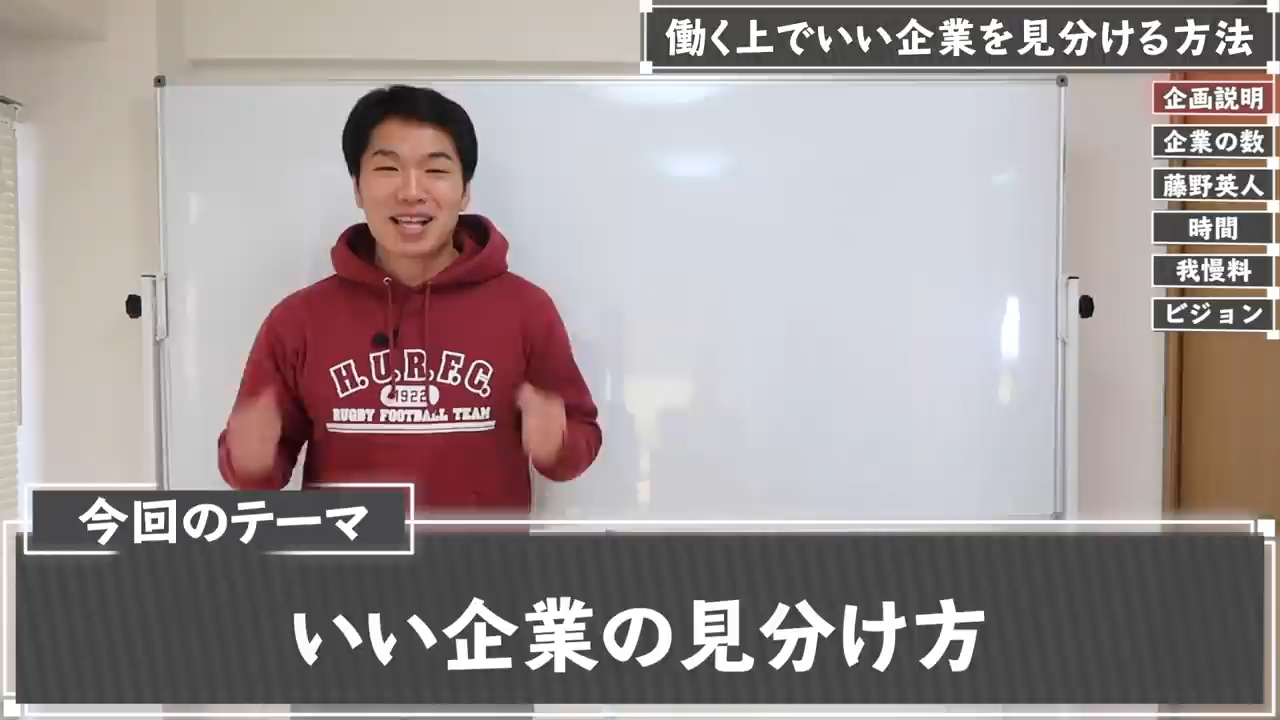 働く上でいい企業を見分ける方法
企画説明
企業の数
藤野英人
時間
我慢料
ビジョン
H.U.R.F.C.
1922
RUGBY FOOTBALL TEAM
今回のテーマ
いい企業の見分け方